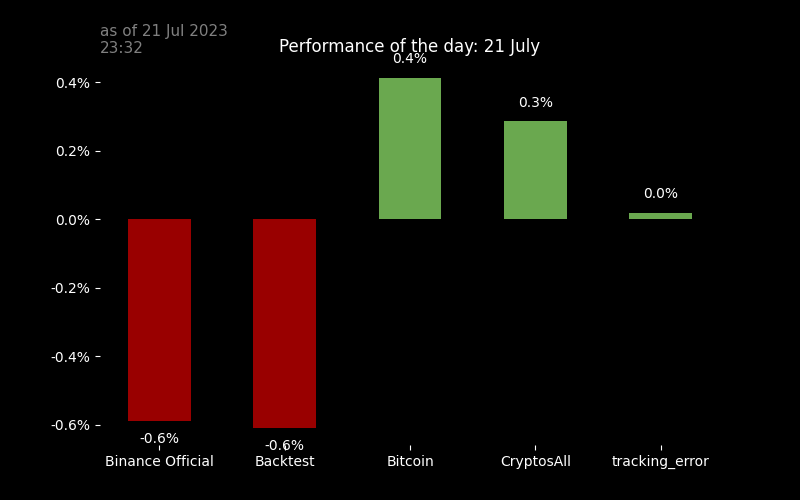 as of 21 Jul 2023
23:32
Performance of the day: 21 July
0.4%
0.4%
0.3%
0.2%
0.0%
0.0%
-0.2%
-0.4%
-0.6%
-0.6%
-0.6%
Binance Official
Backtest
Bitcoin
CryptosAll
tracking_error